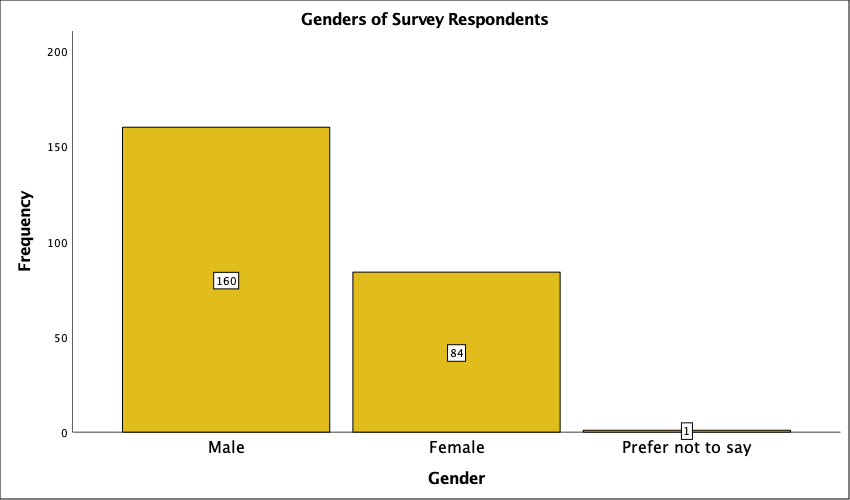 Genders of Survey Respondents
Frequency
200
150
100
50
0
160
84
1
Male Female Prefer not to say
Gender